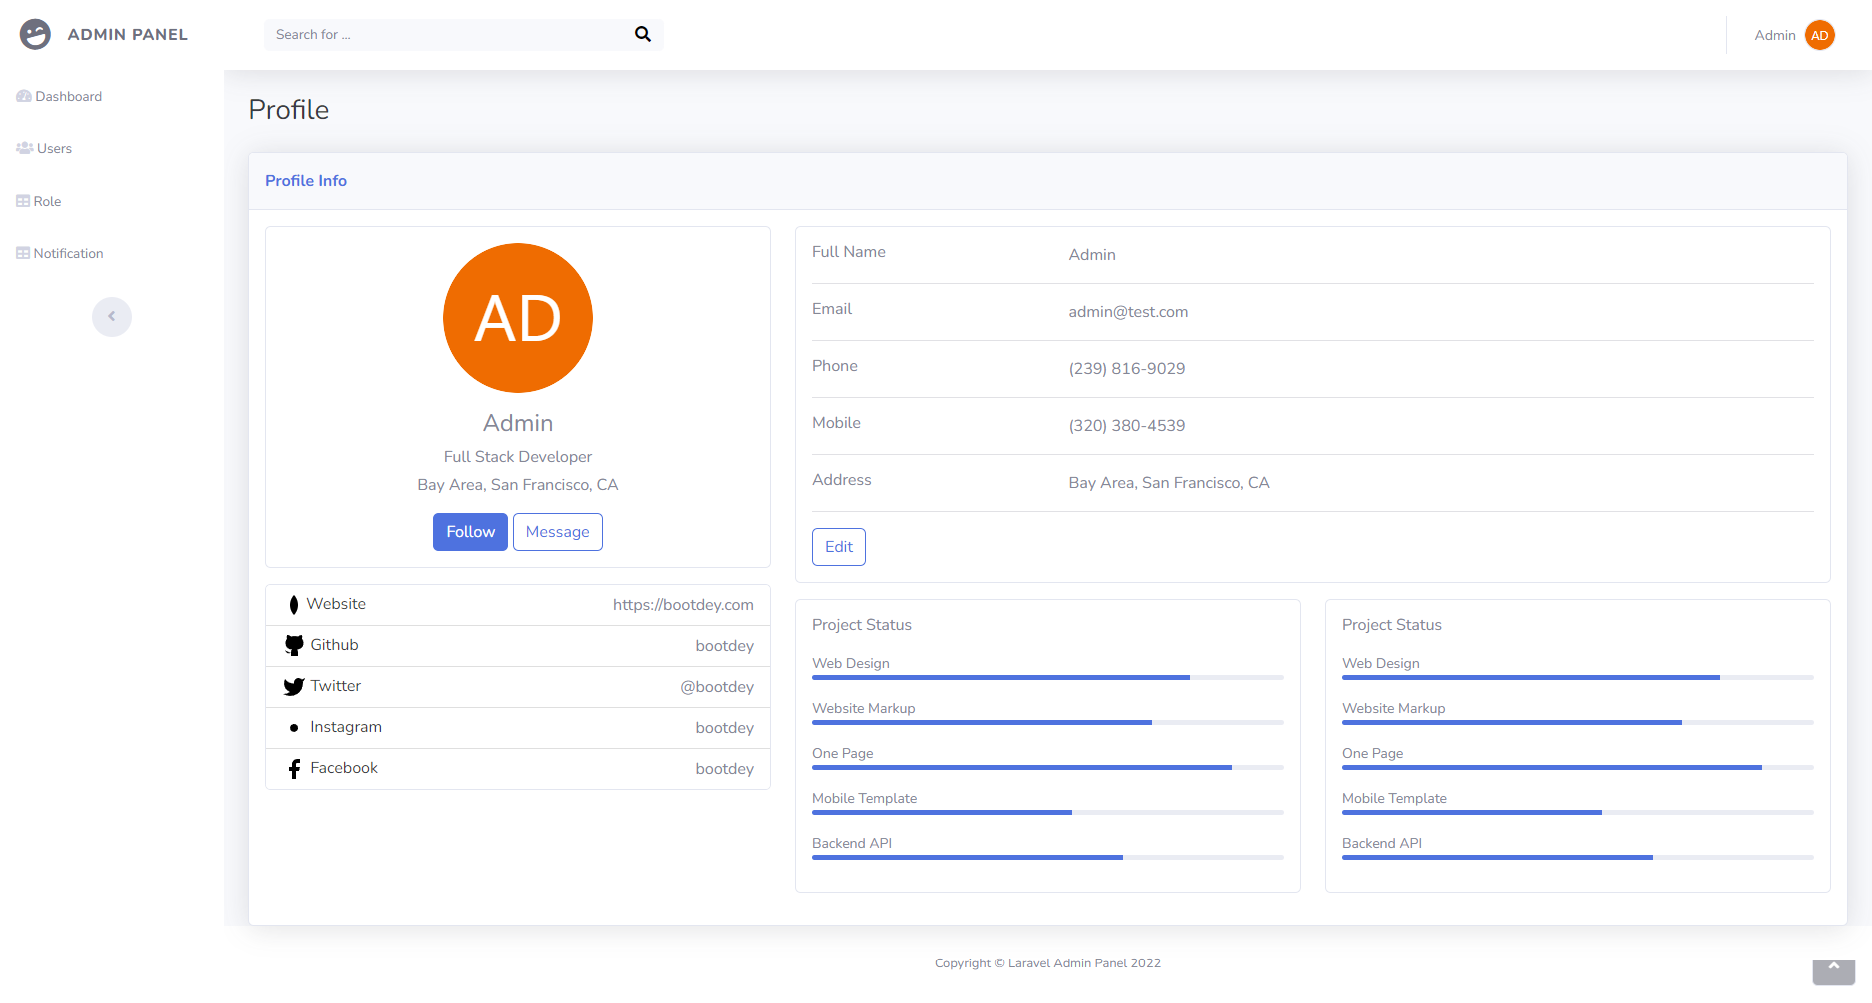 ADMIN PANEL
Search for ...
Admin
AD
Dashboard
Users
Role
Notification
Profile
Profile Info
AD
Admin
Full Stack Developer
Bay Area, San Francisco, CA
Follow
Message
Website
https://bootdey.com
Github
bootdey
Twitter
@bootdey
Instagram
bootdey
Facebook
bootdey
Full Name
Admin
Email
admin@test.com
Phone
(239) 816-9029
Mobile
(320) 380-4539
Address
Bay Area, San Francisco, CA
Edit
Project Status
Web Design
Website Markup
One Page
Mobile Template
Backend API
Project Status
Web Design
Website Markup
One Page
Mobile Template
Backend API
Copyright © Laravel Admin Panel 2022